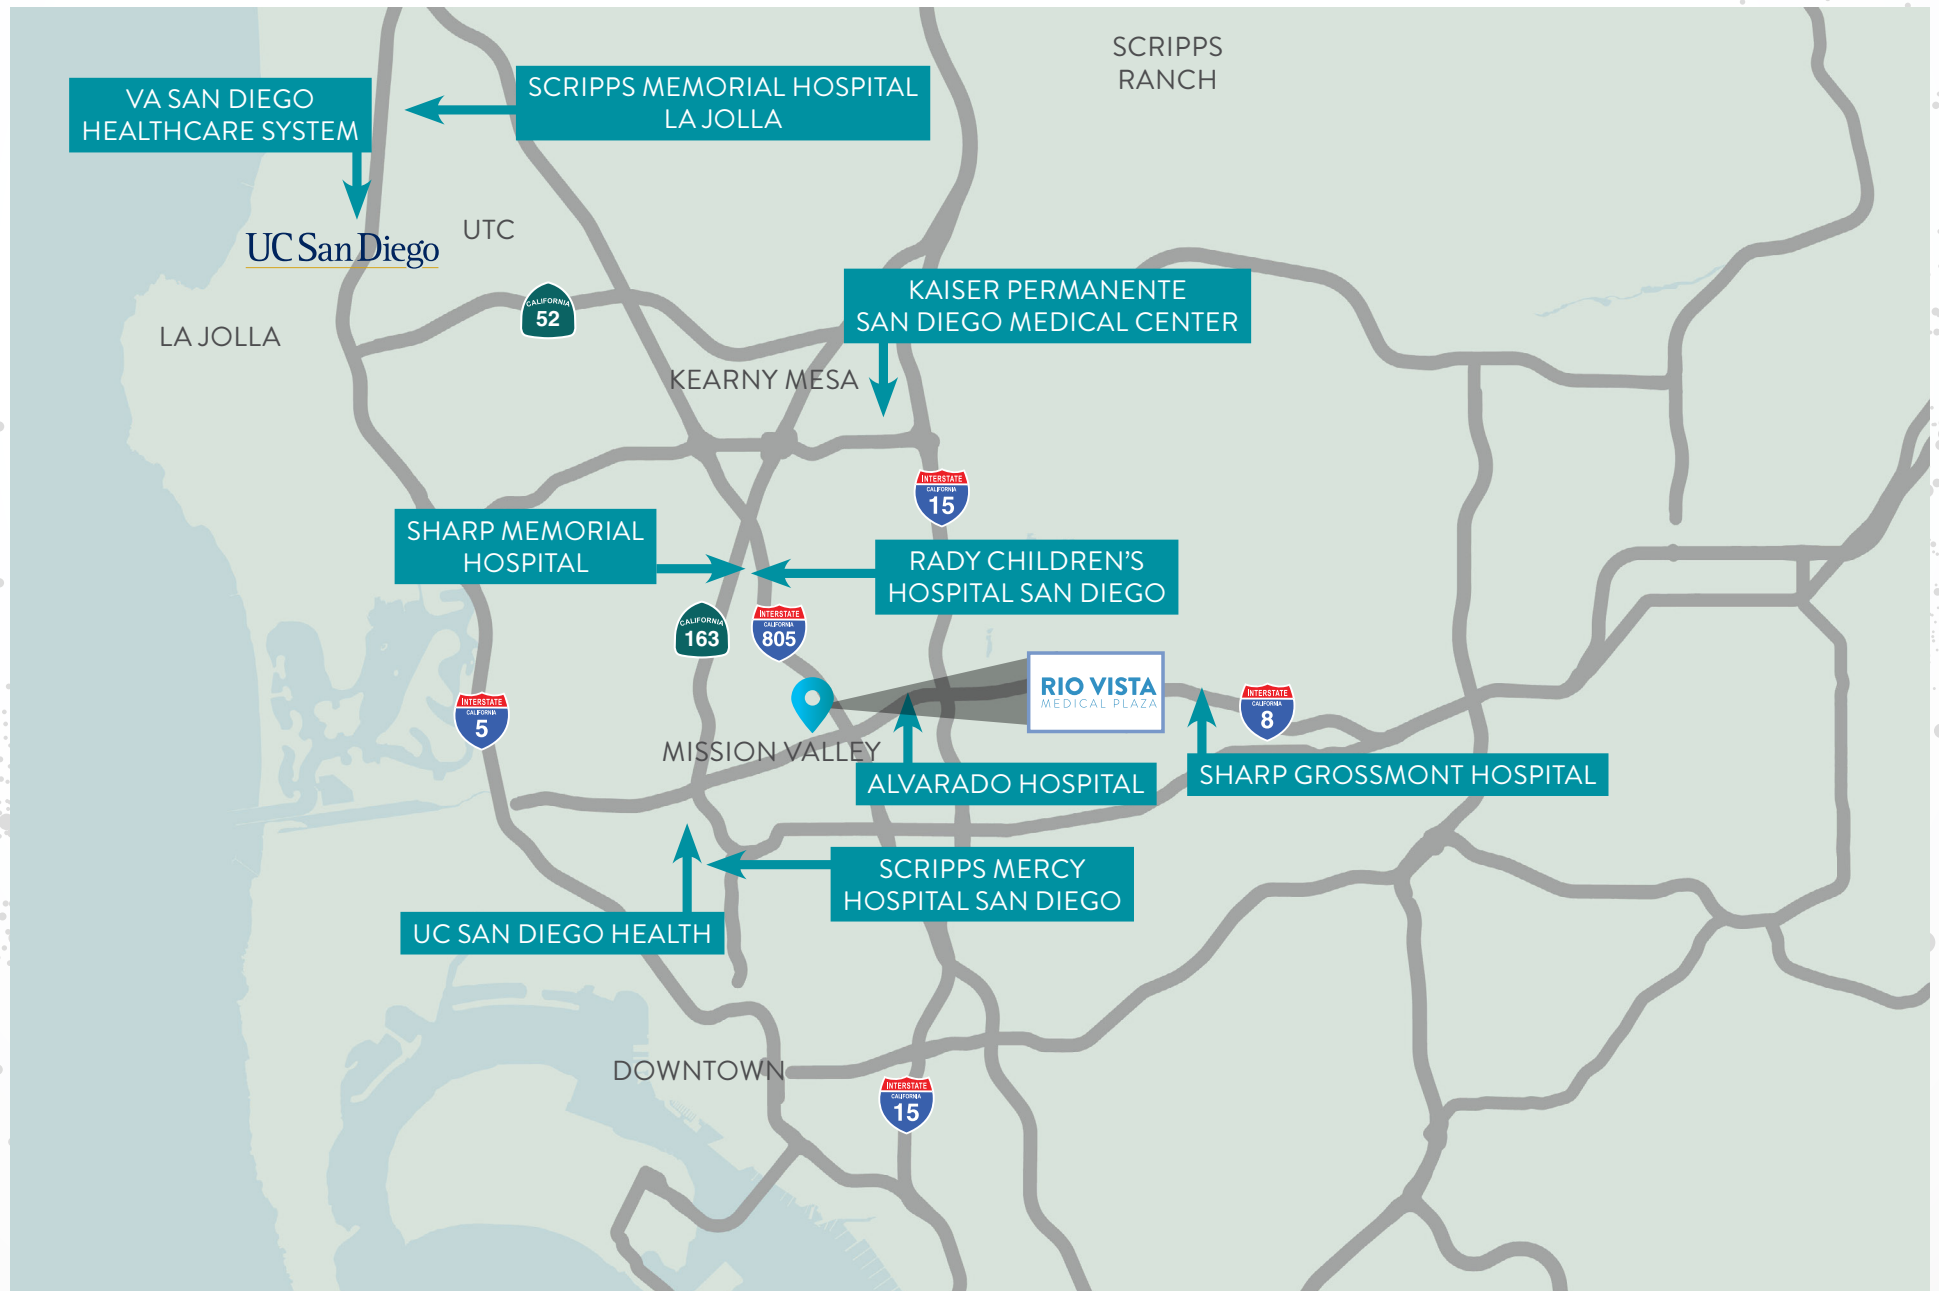 SCRIPPS
RANCH
VA SAN DIEGO
HEALTHCARE SYSTEM
SCRIPPS MEMORIAL HOSPITAL
LA JOLLA
UC San Diego
UTC
CALIFORNIA
52
LA JOLLA
KAISER PERMANENTE
SAN DIEGO MEDICAL CENTER
KEARNY MESA
INTERSTATE
CALIFORNIA
15
SHARP MEMORIAL
HOSPITAL
RADY CHILDREN'S
HOSPITAL SAN DIEGO
CALIFORNIA
163
INTERSTATE
CALIFORNIA
805
RIO VISTA
MEDICAL PLAZA
INTERSTATE
CALIFORNIA
5
INTERSTATE
CALIFORNIA
8
MISSION VALLEY
ALVARADO HOSPITAL
SHARP GROSSMONT HOSPITAL
SCRIPPS MERCY
HOSPITAL SAN DIEGO
UC SAN DIEGO HEALTH
DOWNTOWN
INTERSTATE
CALIFORNIA
15